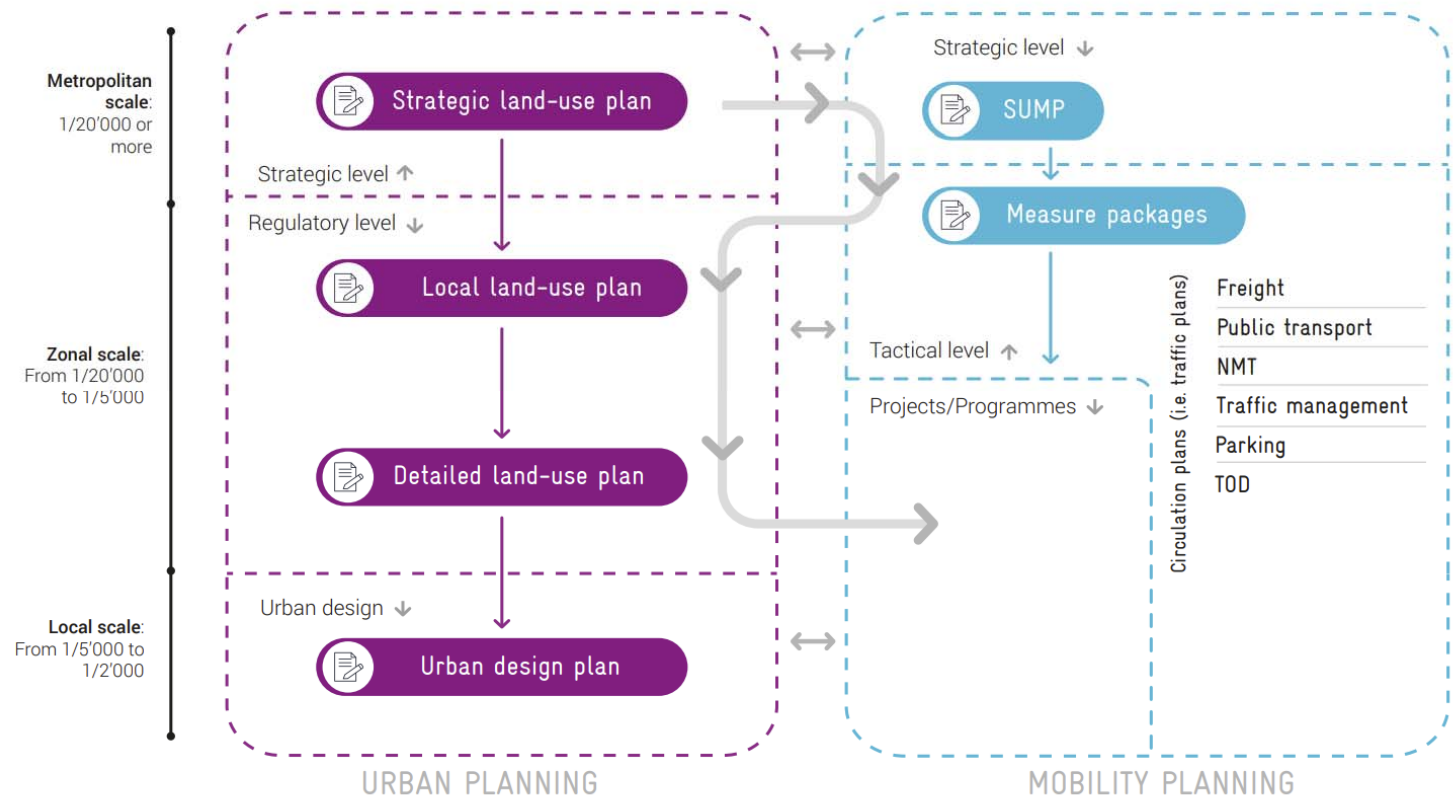 Metropolitan
scale:
1/20'000 or
more
Zonal scale:
From 1/20'000
to 1/5'000
Local scale:
From 1/5'000 to
1/2'000
Strategic land-use plan
Strategic level
Regulatory level
Local land-use plan
Detailed land-use plan
Urban design
Urban design plan
URBAN PLANNING
Strategic level
SUMP
Measure packages
Tactical level
Projects/Programmes
Circulation plans (i.e. traffic plans)
Freight
Public transport
NMT
Traffic management
Parking
TOD
MOBILITY PLANNING